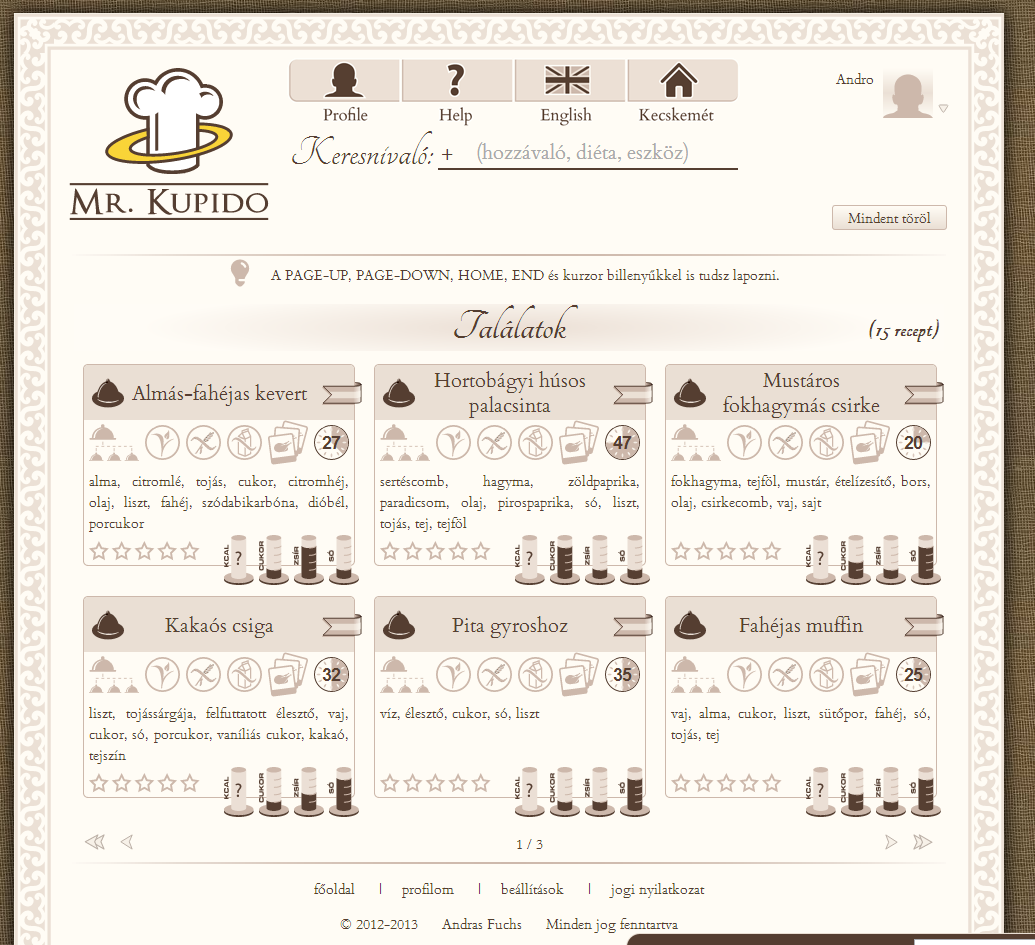 Andro
Profile
Help
English
Kecskemét
Keresnivaló: + (hozzávaló, diéta, eszköz)
MR. KUPIDO
Mindent töröl
A PAGE-UP, PAGE-DOWN, HOME, END és kurzor billenyűkkel is tudsz lapozni.
Találatok
(15 recept)
Almás-fahéjas kevert
27
alma, citromlé, tojás, cukor, citromhéj,
olaj, liszt, fahéj, szódabikarbóna, dióbél,
porcukor
KCAL ? CUKOR ZSÍR SÓ
Hortobágyi húsos
palacsinta
47
sertéscomb, hagyma, zöldpaprika,
paradicsom, olaj, pirospaprika, só, liszt,
tojás, tej, tejföl
KCAL ? CUKOR ZSÍR SÓ
Mustáros
fokhagymás csirke
20
fokhagyma, tejföl, mustár, ételízesítő, bors,
olaj, csirkecomb, vaj, sajt
KCAL ? CUKOR ZSÍR SÓ
Kakaós csiga
32
liszt, tojássárgája, felfuttatott élesztő, vaj,
cukor, só, porcukor, vaníliás cukor, kakaó,
tejszín
KCAL ? CUKOR ZSÍR SÓ
Pita gyroshoz
35
víz, élesztő, cukor, só, liszt
KCAL ? CUKOR ZSÍR SÓ
Fahéjas muffin
25
vaj, alma, cukor, liszt, sütőpor, fahéj, só,
tojás, tej
KCAL ? CUKOR ZSÍR SÓ
1 / 3
főoldal | profilom | beállítások | jogi nyilatkozat
© 2012-2013 Andras Fuchs Minden jog fenntartva